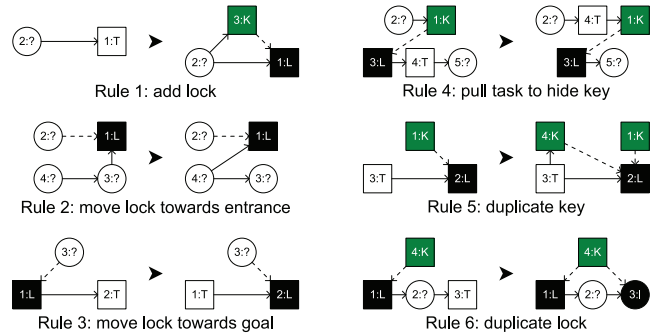 2:? 1:T 3:K 2:? 1:L
Rule 1: add lock
2:? 1:K 3:L 4:T 5:? 2:? 4:T 1:K 3:L 5:?
Rule 4: pull task to hide key
2:? 1:L 4:? 3:? 2:? 1:L 4:? 3:?
Rule 2: move lock towards entrance
1:K 3:T 2:L 4:K 1:K 3:T 2:L
Rule 5: duplicate key
3:? 1:L 2:T 3:? 1:T 2:L
Rule 3: move lock towards goal
4:K 1:L 2:? 3:T 4:K 1:L 2:? 3:l
Rule 6: duplicate lock